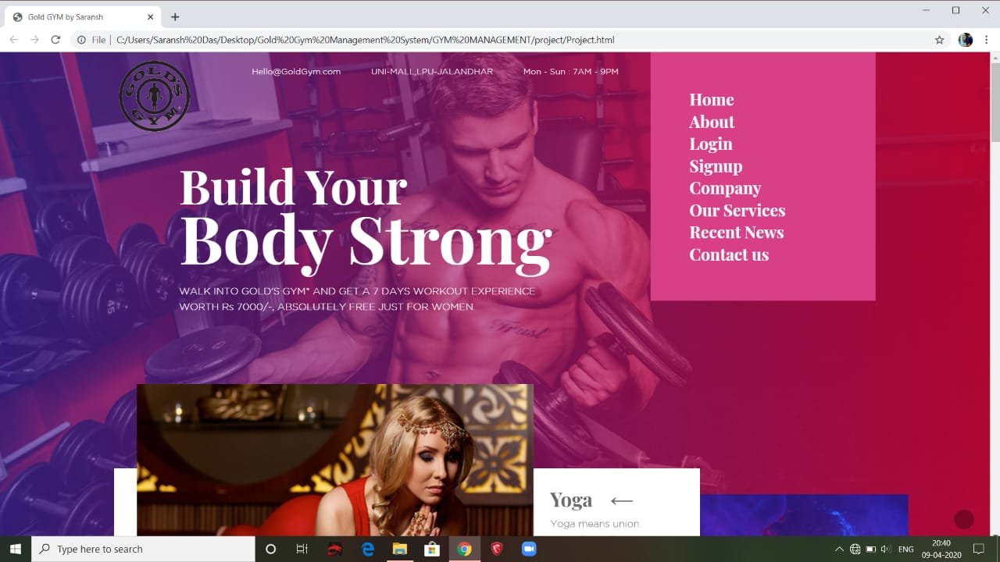 Gold GYM by Saransh
File | C:/Users/Saransh%20Das/Desktop/Gold%20Gym%20Management%20System/GYM%20MANAGEMENT/project/Project.html
GOLD'S
GYM
Hello@GoldGym.com
UNI-MALL,LPU-JALANDHAR
Mon - Sun : 7AM - 9PM
Home
About
Login
Signup
Company
Our Services
Recent News
Contact us
Build Your
Body Strong
WALK INTO GOLD'S GYM* AND GET A 7 DAYS WORKOUT EXPERIENCE
WORTH Rs 7000/-, ABSOLUTELY FREE JUST FOR WOMEN.
Trust
45
Yoga
Yoga means union.
Type here to search
ENG
20:40
09-04-2020